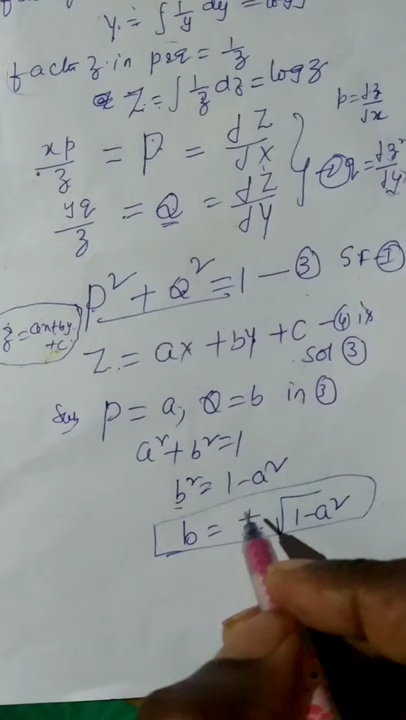 Y = ∫ 1/y dy = log y
factor z in p & q = 1/z
Z = ∫ 1/z dz = log z
p = dz/dx
xp/z = P = dZ/dX
yq/z = Q = dZ/dY } — ② q = dz/dy
P² + Q² = 1 — ③
z = ax+by+c
Z = ax + by + c — ④ is sol ③
Sub P = a, Q = b in ③
a² + b² = 1
b² = 1 - a²
b = ± √1-a²